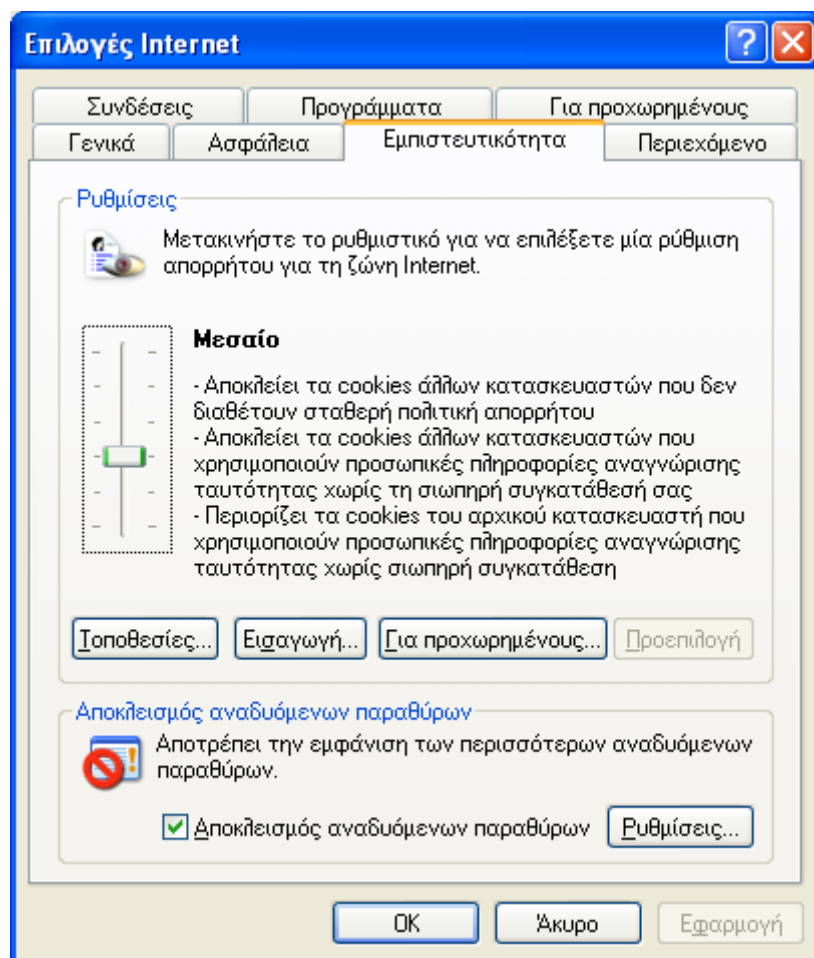 Επιλογές Internet
Συνδέσεις Προγράμματα Για προχωρημένους
Γενικά Ασφάλεια Εμπιστευτικότητα Περιεχόμενο
Ρυθμίσεις
Μετακινήστε το ρυθμιστικό για να επιλέξετε μία ρύθμιση
απορρήτου για τη ζώνη Internet.
Μεσαίο
- Αποκλείει τα cookies άλλων κατασκευαστών που δεν
διαθέτουν σταθερή πολιτική απορρήτου
- Αποκλείει τα cookies άλλων κατασκευαστών που
χρησιμοποιούν προσωπικές πληροφορίες αναγνώρισης
ταυτότητας χωρίς τη σιωπηρή συγκατάθεσή σας
- Περιορίζει τα cookies του αρχικού κατασκευαστή που
χρησιμοποιούν προσωπικές πληροφορίες αναγνώρισης
ταυτότητας χωρίς σιωπηρή συγκατάθεση
Τοποθεσίες... Εισαγωγή... Για προχωρημένους... Προεπιλογή
Αποκλεισμός αναδυόμενων παραθύρων
Αποτρέπει την εμφάνιση των περισσότερων αναδυόμενων
παραθύρων.
Αποκλεισμός αναδυόμενων παραθύρων Ρυθμίσεις...
OK Άκυρο Εφαρμογή